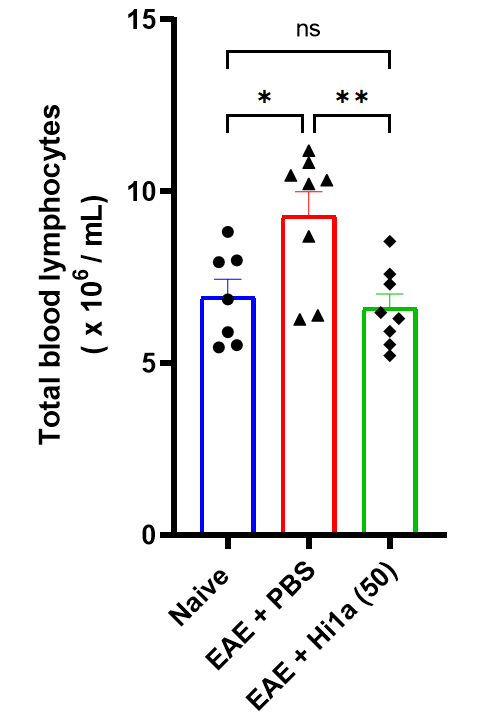 ns
*
**
15
10
5
0
Total blood lymphocytes
( x 10⁶ / mL)
Naive
EAE + PBS
EAE + Hi1a (50)